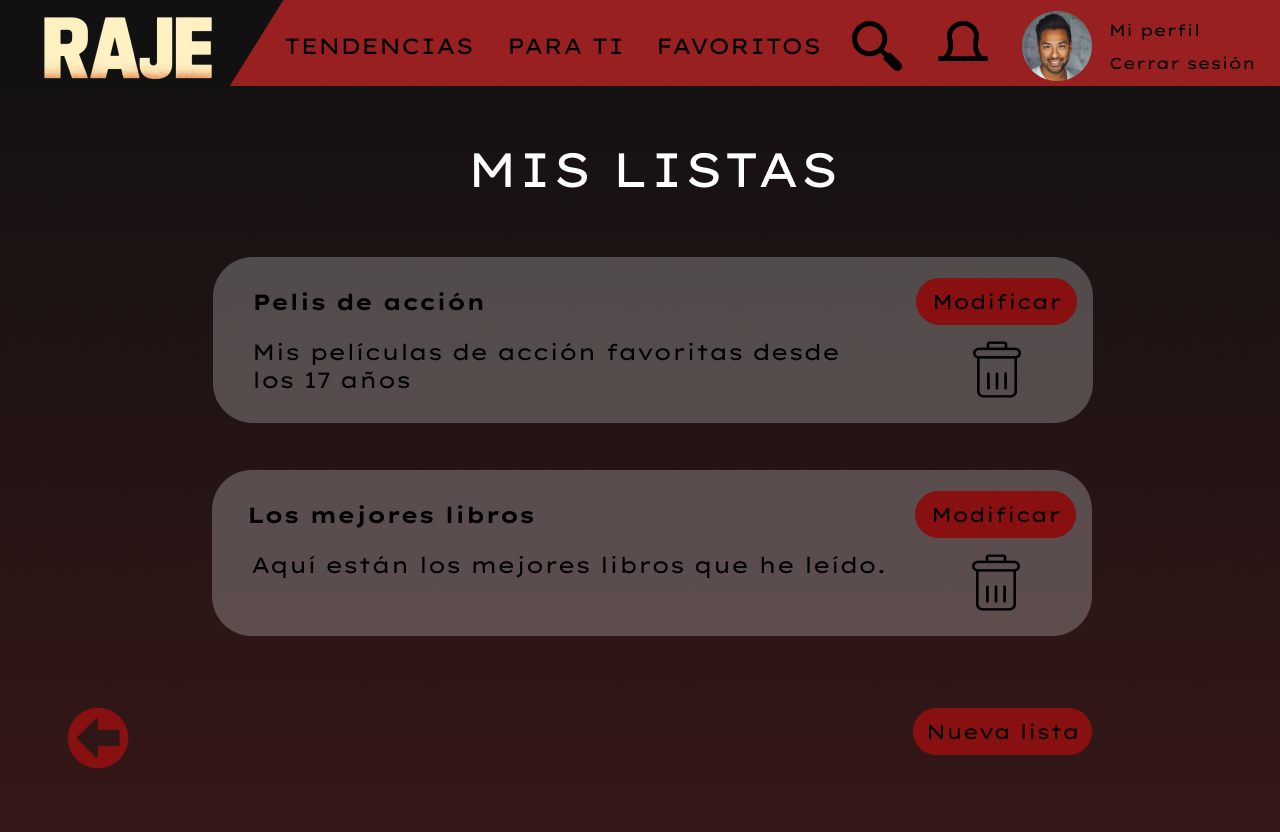 RAJE
TENDENCIAS
PARA TI
FAVORITOS
Mi perfil
Cerrar sesión
MIS LISTAS
Pelis de acción
Modificar
Mis películas de acción favoritas desde
los 17 años
Los mejores libros
Modificar
Aquí están los mejores libros que he leído.
Nueva lista